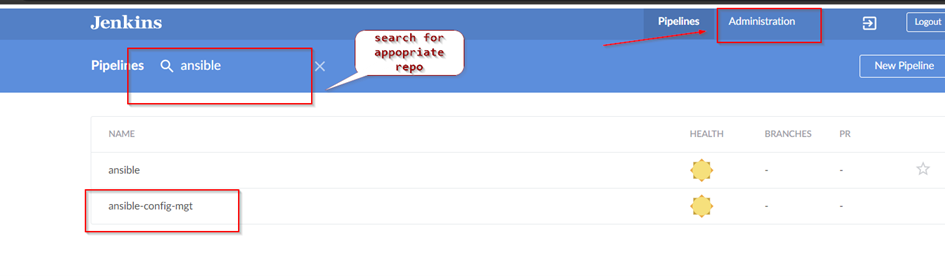 Jenkins
Pipelines
Administration
Logout
Pipelines
ansible
search for
appopriate
repo
New Pipeline
NAME
HEALTH
BRANCHES
PR
ansible
-
-
ansible-config-mgt
-
-